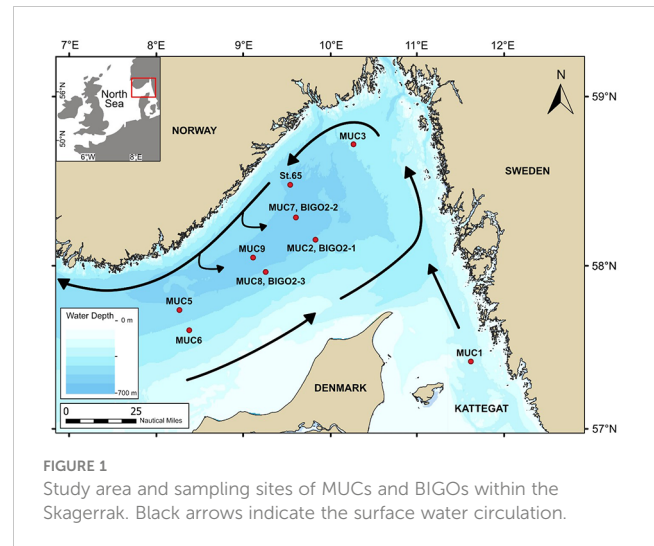 7°E 8°E 9°E 10°E 11°E 12°E
56°N
50°N
North
Sea
6°W 8°E
N
59°N
NORWAY
SWEDEN
MUC3
St.65
MUC7, BIGO2-2
MUC2, BIGO2-1
MUC9
MUC8, BIGO2-3
58°N
MUC5
MUC6
Water Depth
0 m
700 m
0 25
Nautical Miles
MUC1
DENMARK
KATTEGAT
57°N
FIGURE 1
Study area and sampling sites of MUCs and BIGOs within the
Skagerrak. Black arrows indicate the surface water circulation.